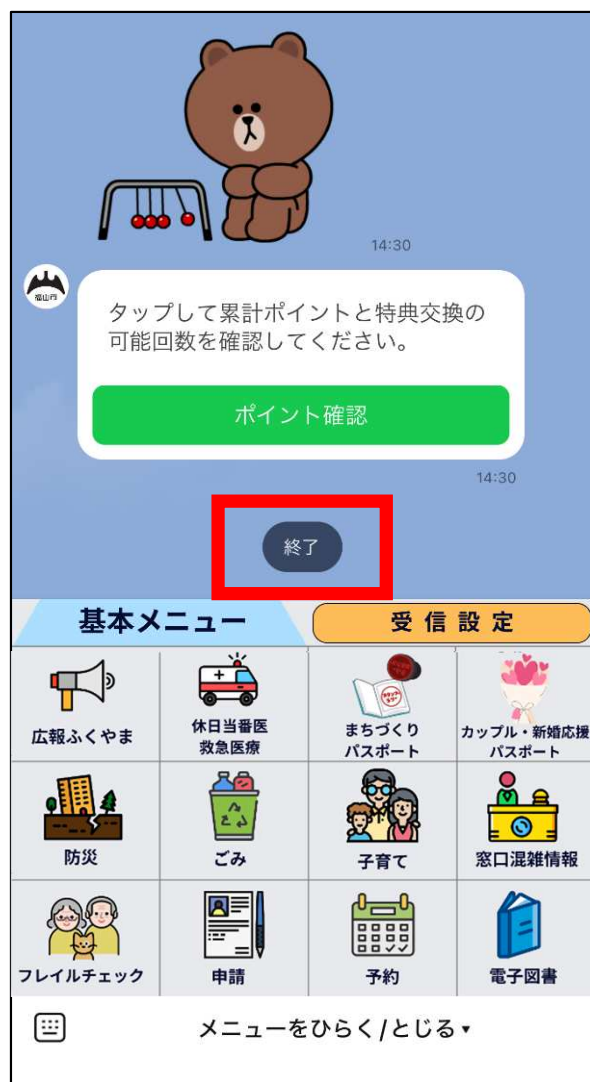 14:30
福山市
タップして累計ポイントと特典交換の
可能回数を確認してください。
ポイント確認
14:30
終了
基本メニュー
受信設定
広報ふくやま
休日当番医
救急医療
まちづくり
パスポート
カップル・新婚応援
パスポート
防災
ごみ
子育て
窓口混雑情報
フレイルチェック
申請
予約
電子図書
メニューをひらく/とじる▾